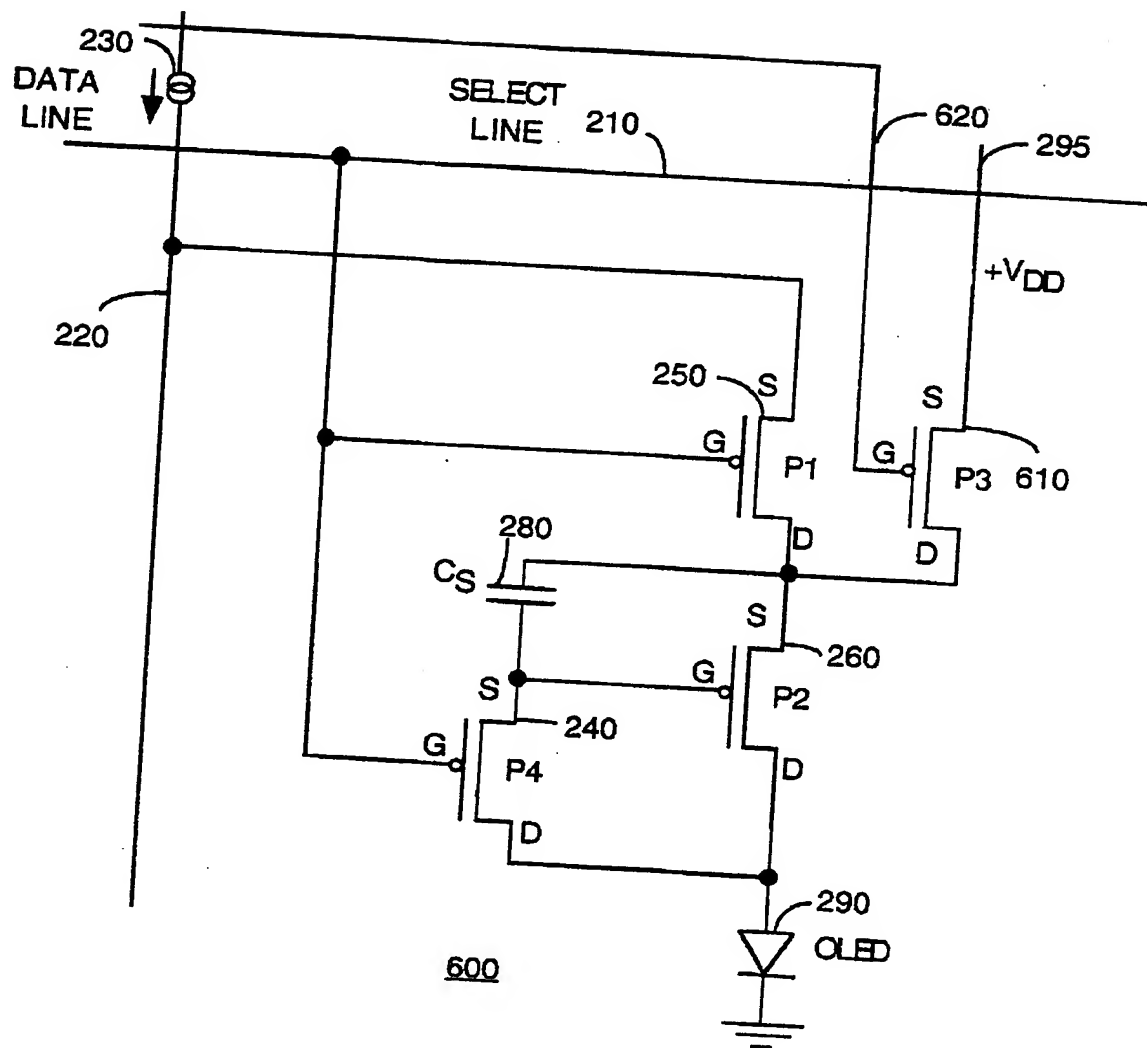 230
DATA
LINE
SELECT
LINE
210
620
295
+VDD
220
250
S
G
P1
D
S
G
P3
610
D
280
CS
S
260
G
P2
D
S
240
G
P4
D
290
OLED
600